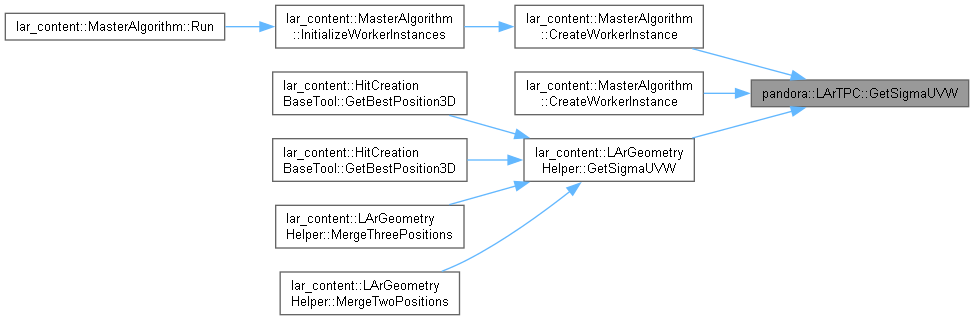 lar_content::MasterAlgorithm::Run
lar_content::MasterAlgorithm
::InitializeWorkerInstances
lar_content::MasterAlgorithm
::CreateWorkerInstance
lar_content::HitCreation
BaseTool::GetBestPosition3D
lar_content::MasterAlgorithm
::CreateWorkerInstance
pandora::LArTPC::GetSigmaUVW
lar_content::HitCreation
BaseTool::GetBestPosition3D
lar_content::LArGeometry
Helper::GetSigmaUVW
lar_content::LArGeometry
Helper::MergeThreePositions
lar_content::LArGeometry
Helper::MergeTwoPositions